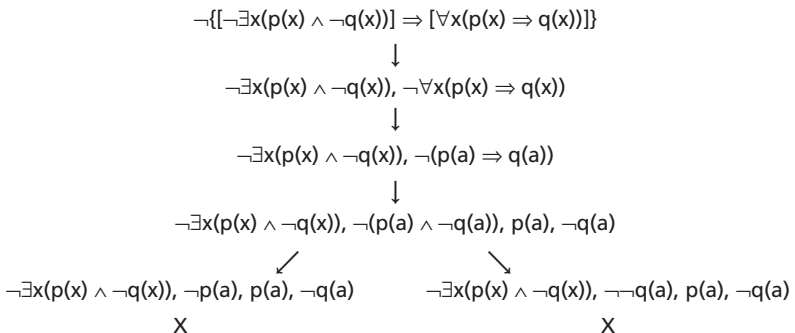 ¬{[¬∃x(p(x) ∧ ¬q(x))] ⇒ [∀x(p(x) ⇒ q(x))]}
↓
¬∃x(p(x) ∧ ¬q(x)), ¬∀x(p(x) ⇒ q(x))
↓
¬∃x(p(x) ∧ ¬q(x)), ¬(p(a) ⇒ q(a))
↓
¬∃x(p(x) ∧ ¬q(x)), ¬(p(a) ∧ ¬q(a)), p(a), ¬q(a)
↙ ↘
¬∃x(p(x) ∧ ¬q(x)), ¬p(a), p(a), ¬q(a) ¬∃x(p(x) ∧ ¬q(x)), ¬¬q(a), p(a), ¬q(a)
X X